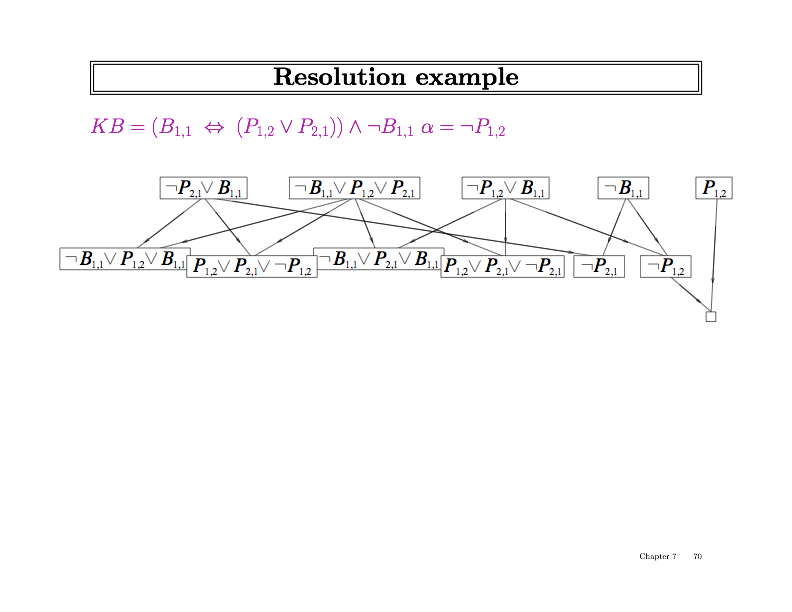 Resolution example
KB = (B1,1 ⇔ (P1,2 ∨ P2,1)) ∧ ¬B1,1 α = ¬P1,2
¬P2,1 ∨ B1,1
¬B1,1 ∨ P1,2 ∨ P2,1
¬P1,2 ∨ B1,1
¬B1,1
P1,2
¬B1,1 ∨ P1,2 ∨ B1,1
P1,2 ∨ P2,1 ∨ ¬P1,2
¬B1,1 ∨ P2,1 ∨ B1,1
P1,2 ∨ P2,1 ∨ ¬P2,1
¬P2,1
¬P1,2
Chapter 7 70